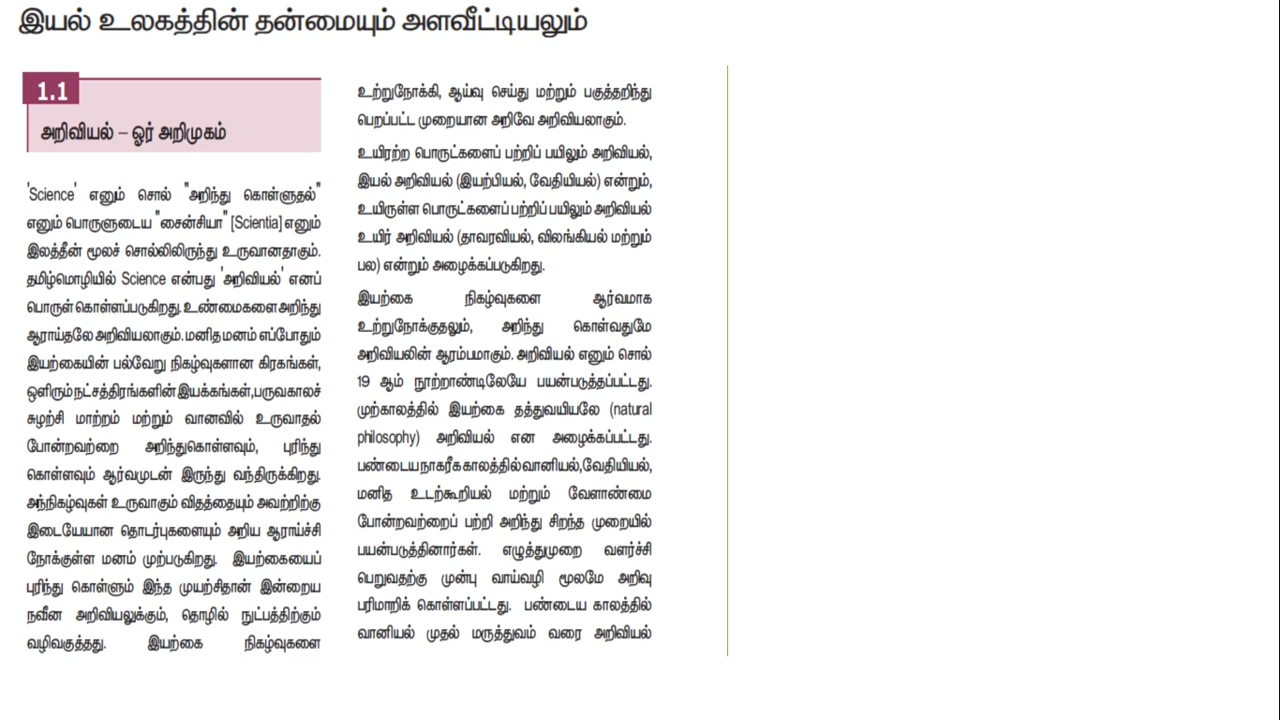 இயல் உலகத்தின் தன்மையும் அளவீட்டியலும்
1.1
அறிவியல் – ஓர் அறிமுகம்
'Science' எனும் சொல் "அறிந்து கொள்ளுதல்"
எனும் பொருளுடைய "சைன்சியா" [Scientia] எனும்
இலத்தீன் மூலச் சொல்லிலிருந்து உருவானதாகும்.
தமிழ்மொழியில் Science என்பது 'அறிவியல்' எனப்
பொருள் கொள்ளப்படுகிறது. உண்மைகளை அறிந்து
ஆராய்தலே அறிவியலாகும். மனித மனம் எப்போதும்
இயற்கையின் பல்வேறு நிகழ்வுகளான கிரகங்கள்,
ஒளிரும் நட்சத்திரங்களின் இயக்கங்கள், பருவகாலச்
சுழற்சி மாற்றம் மற்றும் வானவில் உருவாதல்
போன்றவற்றை அறிந்துகொள்ளவும், புரிந்து
கொள்ளவும் ஆர்வமுடன் இருந்து வந்திருக்கிறது.
அந்நிகழ்வுகள் உருவாகும் விதத்தையும் அவற்றிற்கு
இடையேயான தொடர்புகளையும் அறிய ஆராய்ச்சி
நோக்குள்ள மனம் முற்படுகிறது. இயற்கையைப்
புரிந்து கொள்ளும் இந்த முயற்சிதான் இன்றைய
நவீன அறிவியலுக்கும், தொழில் நுட்பத்திற்கும்
வழிவகுத்தது. இயற்கை நிகழ்வுகளை
உற்றுநோக்கி, ஆய்வு செய்து மற்றும் பகுத்தறிந்து
பெறப்பட்ட முறையான அறிவே அறிவியலாகும்.
உயிரற்ற பொருட்களைப் பற்றிப் பயிலும் அறிவியல்,
இயல் அறிவியல் (இயற்பியல், வேதியியல்) என்றும்,
உயிருள்ள பொருட்களைப் பற்றிப் பயிலும் அறிவியல்
உயிர் அறிவியல் (தாவரவியல், விலங்கியல் மற்றும்
பல) என்றும் அழைக்கப்படுகிறது.
இயற்கை நிகழ்வுகளை ஆர்வமாக
உற்றுநோக்குதலும், அறிந்து கொள்வதுமே
அறிவியலின் ஆரம்பமாகும். அறிவியல் எனும் சொல்
19 ஆம் நூற்றாண்டிலேயே பயன்படுத்தப்பட்டது.
முற்காலத்தில் இயற்கை தத்துவயியலே (natural
philosophy) அறிவியல் என அழைக்கப்பட்டது.
பண்டைய நாகரீக காலத்தில் வானியல், வேதியியல்,
மனித உடற்கூறியல் மற்றும் வேளாண்மை
போன்றவற்றைப் பற்றி அறிந்து சிறந்த முறையில்
பயன்படுத்தினார்கள். எழுத்துமுறை வளர்ச்சி
பெறுவதற்கு முன்பு வாய்வழி மூலமே அறிவு
பரிமாறிக் கொள்ளப்பட்டது. பண்டைய காலத்தில்
வானியல் முதல் மருத்துவம் வரை அறிவியல்